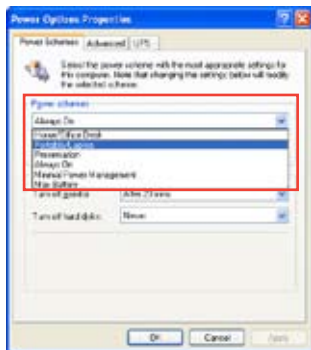 Power Options Properties
Power Schemes Advanced UPS
Select the power scheme with the most appropriate settings for
this computer. Note that changing the settings below will modify
the selected scheme.
Power schemes
Always On
Home/Office Desk
Portable/Laptop
Presentation
Always On
Minimal Power Management
Max Battery
Turn off monitor: After 20 mins
Turn off hard disks: Never
OK Cancel Apply